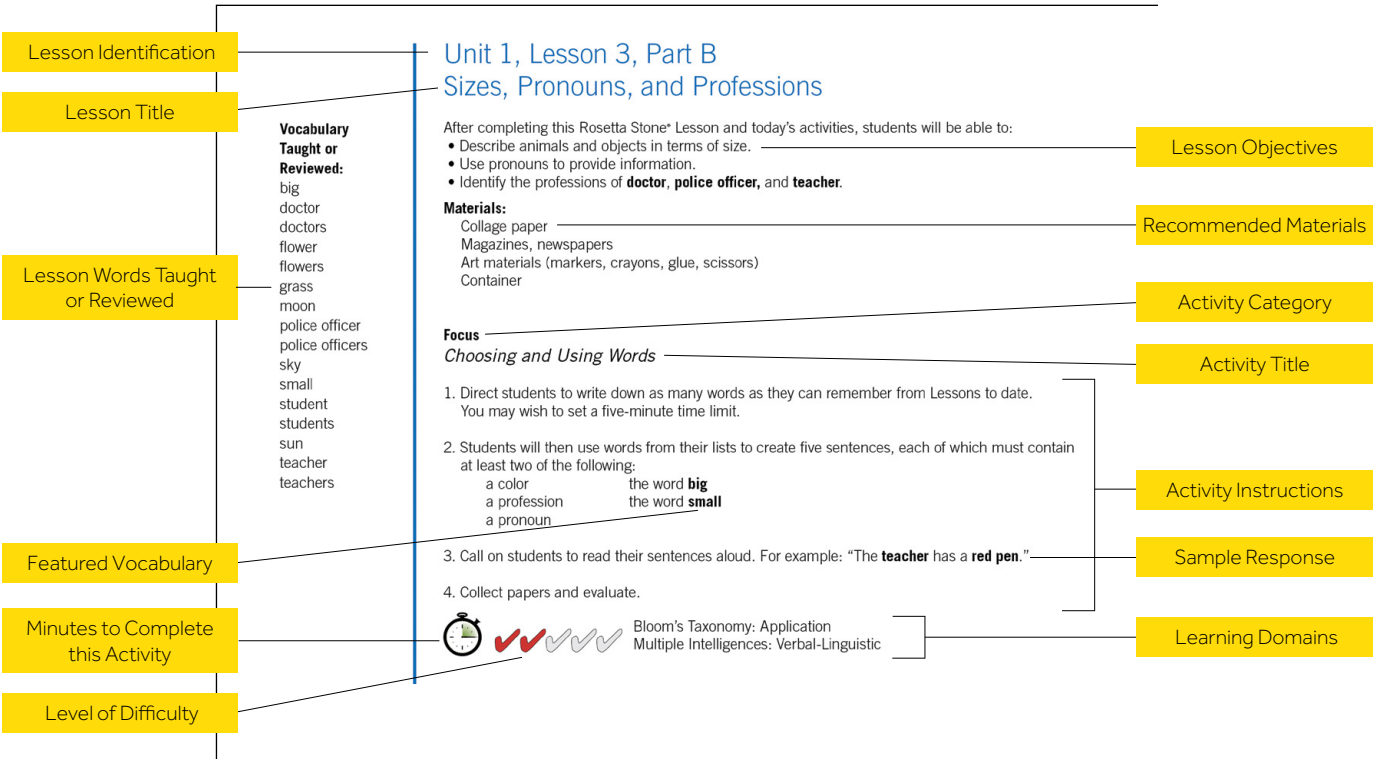 Lesson Identification
Lesson Title
Lesson Words Taught
or Reviewed
Featured Vocabulary
Minutes to Complete
this Activity
Level of Difficulty
Vocabulary
Taught or
Reviewed:
big
doctor
doctors
flower
flowers
grass
moon
police officer
police officers
sky
small
student
students
sun
teacher
teachers
Unit 1, Lesson 3, Part B
Sizes, Pronouns, and Professions
After completing this Rosetta Stone® Lesson and today's activities, students will be able to:
• Describe animals and objects in terms of size.
• Use pronouns to provide information.
• Identify the professions of doctor, police officer, and teacher.
Materials:
Collage paper
Magazines, newspapers
Art materials (markers, crayons, glue, scissors)
Container
Focus
Choosing and Using Words
1. Direct students to write down as many words as they can remember from Lessons to date.
You may wish to set a five-minute time limit.
2. Students will then use words from their lists to create five sentences, each of which must contain
at least two of the following:
a color the word big
a profession the word small
a pronoun
3. Call on students to read their sentences aloud. For example: “The teacher has a red pen.”
4. Collect papers and evaluate.
Bloom's Taxonomy: Application
Multiple Intelligences: Verbal-Linguistic
Lesson Objectives
Recommended Materials
Activity Category
Activity Title
Activity Instructions
Sample Response
Learning Domains